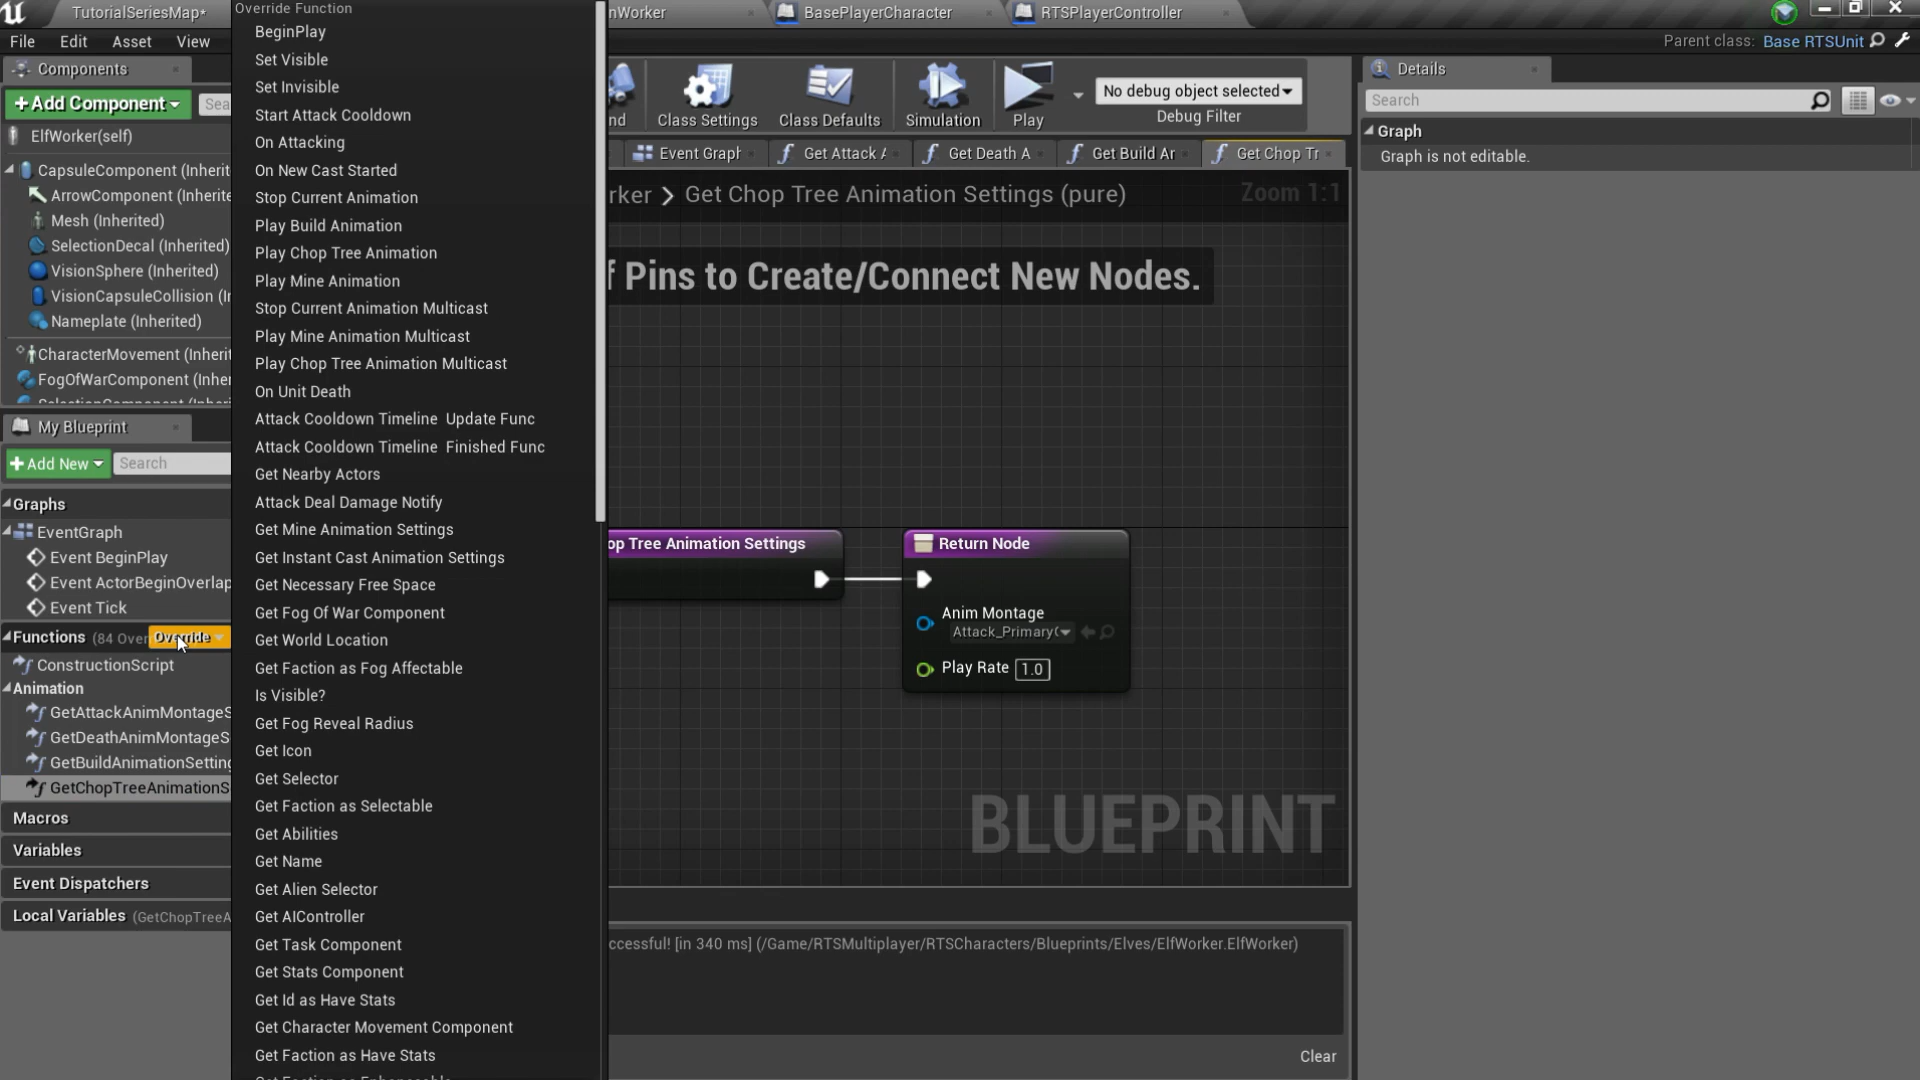 TutorialSeriesMap*
nWorker
BasePlayerCharacter
RTSPlayerController
File
Edit
Asset
View
Parent class: Base RTSUnit
Components
+Add Component
Sea
ElfWorker(self)
CapsuleComponent (Inherit
ArrowComponent (Inherite
Mesh (Inherited)
SelectionDecal (Inherited)
VisionSphere (Inherited)
VisionCapsuleCollision (I
Nameplate (Inherited)
CharacterMovement (Inherit
FogOfWarComponent (Inher
My Blueprint
+Add New
Search
Graphs
EventGraph
Event BeginPlay
Event ActorBeginOverlap
Event Tick
Functions (84 Over
Override
ConstructionScript
Animation
GetAttackAnimMontageS
GetDeathAnimMontageS
GetBuildAnimationSetting
GetChopTreeAnimationS
Macros
Variables
Event Dispatchers
Local Variables (GetChopTreeA
Override Function
BeginPlay
Set Visible
Set Invisible
Start Attack Cooldown
On Attacking
On New Cast Started
Stop Current Animation
Play Build Animation
Play Chop Tree Animation
Play Mine Animation
Stop Current Animation Multicast
Play Mine Animation Multicast
Play Chop Tree Animation Multicast
On Unit Death
Attack Cooldown Timeline  Update Func
Attack Cooldown Timeline  Finished Func
Get Nearby Actors
Attack Deal Damage Notify
Get Mine Animation Settings
Get Instant Cast Animation Settings
Get Necessary Free Space
Get Fog Of War Component
Get World Location
Get Faction as Fog Affectable
Is Visible?
Get Fog Reveal Radius
Get Icon
Get Selector
Get Faction as Selectable
Get Abilities
Get Name
Get Alien Selector
Get AIController
Get Task Component
Get Stats Component
Get Id as Have Stats
Get Character Movement Component
Get Faction as Have Stats
nd
Class Settings
Class Defaults
Simulation
Play
No debug object selected
Debug Filter
Event Graph
Get Attack A
Get Death A
Get Build Ar
Get Chop Tr
rker > Get Chop Tree Animation Settings (pure)
Zoom 1:1
f Pins to Create/Connect New Nodes.
op Tree Animation Settings
Return Node
Anim Montage
Attack_Primary(
Play Rate 1.0
BLUEPRINT
ccessful! [in 340 ms] (/Game/RTSMultiplayer/RTSCharacters/Blueprints/Elves/ElfWorker.ElfWorker)
Clear
Details
Search
Graph
Graph is not editable.